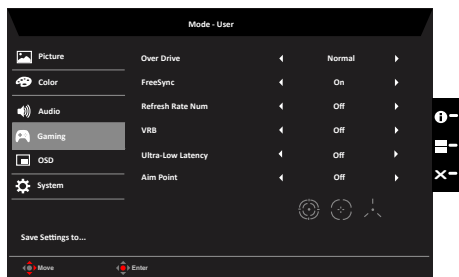 Mode - User
Picture
Color
Audio
Gaming
OSD
System
Save Settings to...
Over Drive Normal
FreeSync On
Refresh Rate Num Off
VRB Off
Ultra-Low Latency Off
Aim Point Off
Move Enter